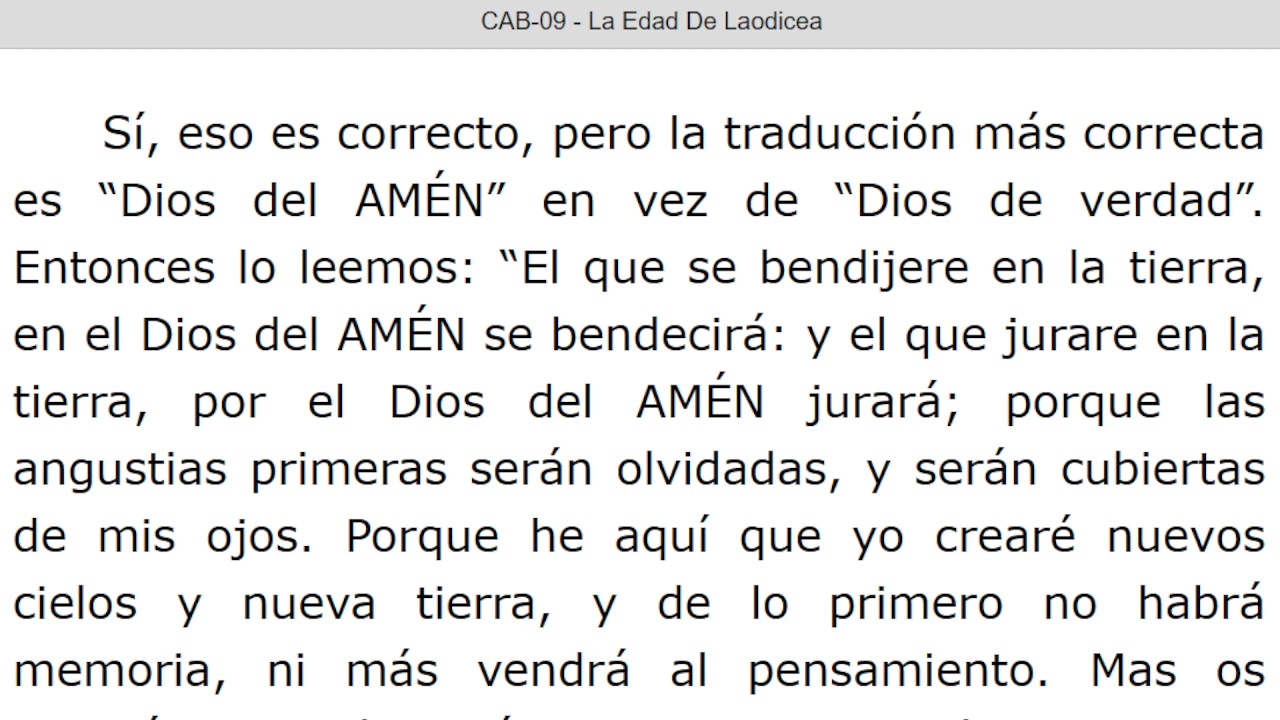 CAB-09 - La Edad De Laodicea
Sí, eso es correcto, pero la traducción más correcta
es “Dios del AMÉN” en vez de “Dios de verdad”.
Entonces lo leemos: “El que se bendijere en la tierra,
en el Dios del AMÉN se bendecirá: y el que jurare en la
tierra, por el Dios del AMÉN jurará; porque las
angustias primeras serán olvidadas, y serán cubiertas
de mis ojos. Porque he aquí que yo crearé nuevos
cielos y nueva tierra, y de lo primero no habrá
memoria, ni más vendrá al pensamiento. Mas os